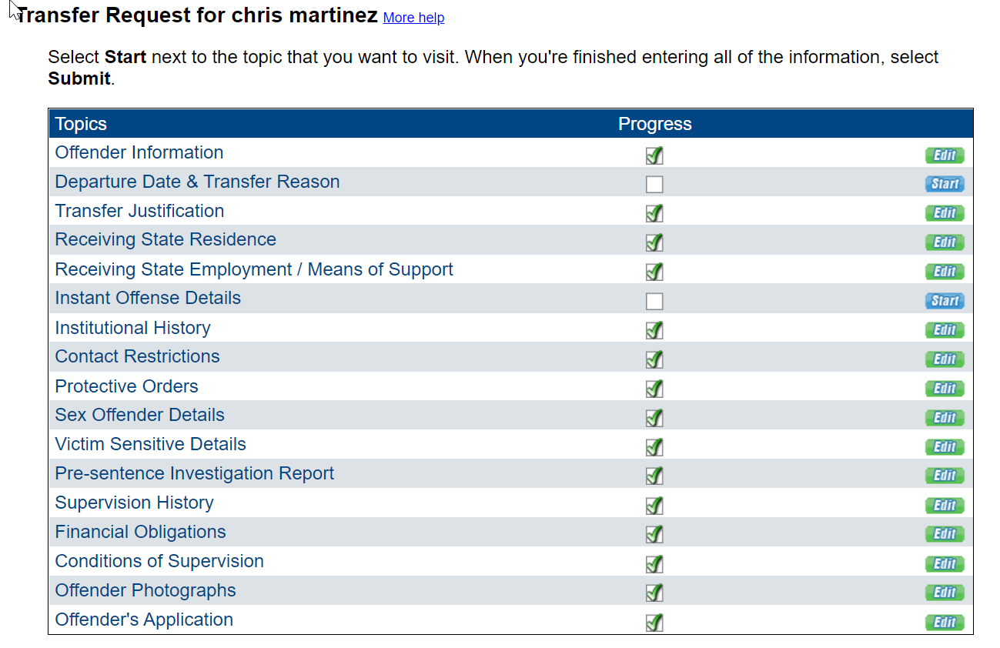 Transfer Request for chris martinez More help
Select Start next to the topic that you want to visit. When you're finished entering all of the information, select
Submit.
Topics Progress
Offender Information Edit
Departure Date & Transfer Reason Start
Transfer Justification Edit
Receiving State Residence Edit
Receiving State Employment / Means of Support Edit
Instant Offense Details Start
Institutional History Edit
Contact Restrictions Edit
Protective Orders Edit
Sex Offender Details Edit
Victim Sensitive Details Edit
Pre-sentence Investigation Report Edit
Supervision History Edit
Financial Obligations Edit
Conditions of Supervision Edit
Offender Photographs Edit
Offender's Application Edit